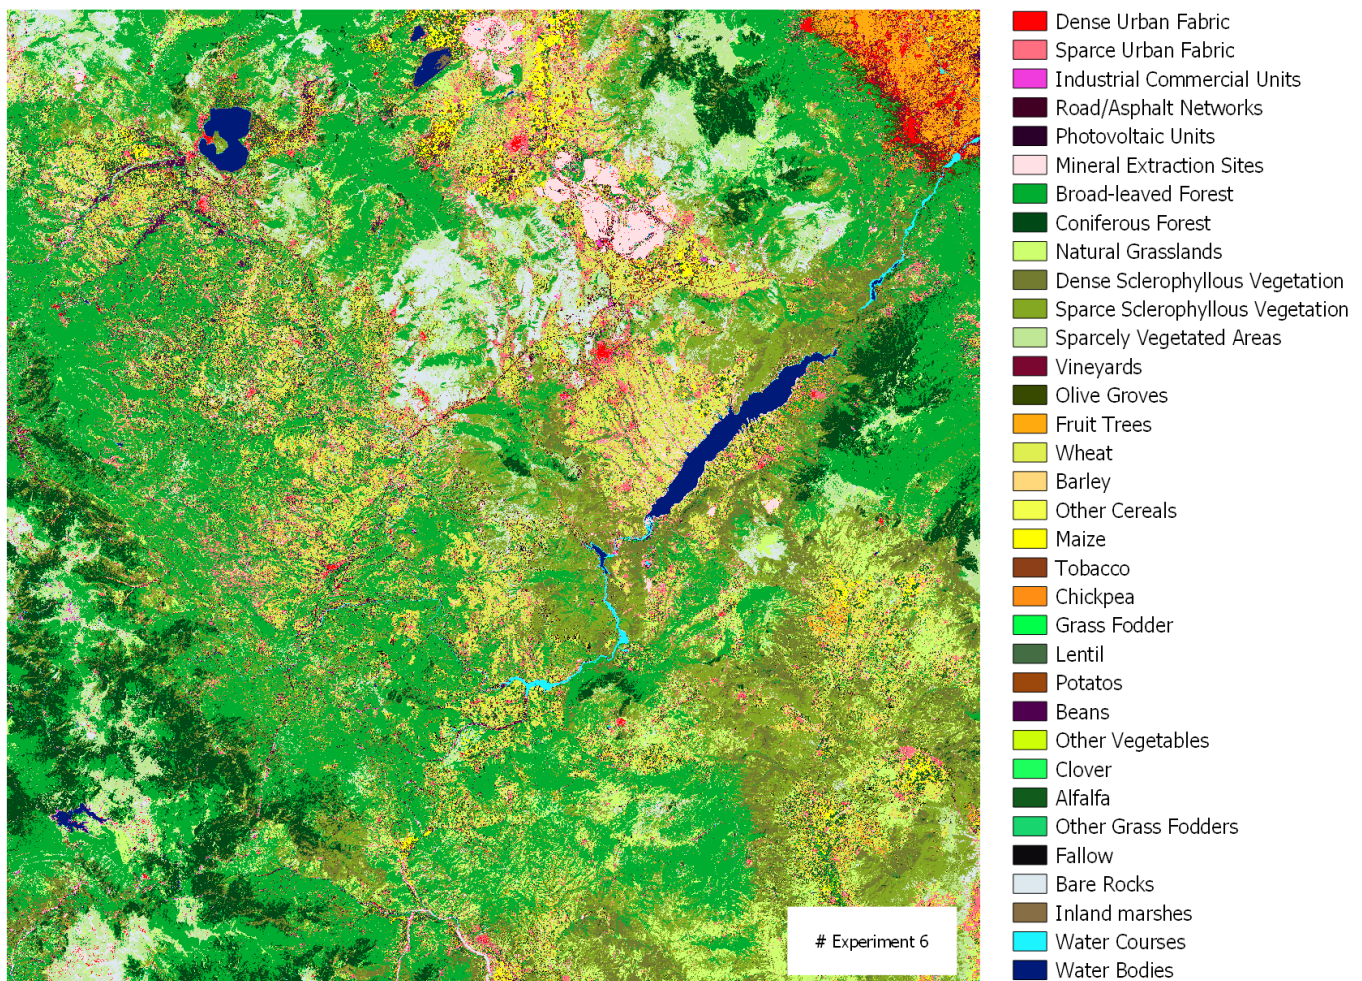 Dense Urban Fabric
Sparce Urban Fabric
Industrial Commercial Units
Road/Asphalt Networks
Photovoltaic Units
Mineral Extraction Sites
Broad-leaved Forest
Coniferous Forest
Natural Grasslands
Dense Sclerophyllous Vegetation
Sparce Sclerophyllous Vegetation
Sparcely Vegetated Areas
Vineyards
Olive Groves
Fruit Trees
Wheat
Barley
Other Cereals
Maize
Tobacco
Chickpea
Grass Fodder
Lentil
Potatos
Beans
Other Vegetables
Clover
Alfalfa
Other Grass Fodders
Fallow
Bare Rocks
Inland marshes
Water Courses
Water Bodies
# Experiment 6